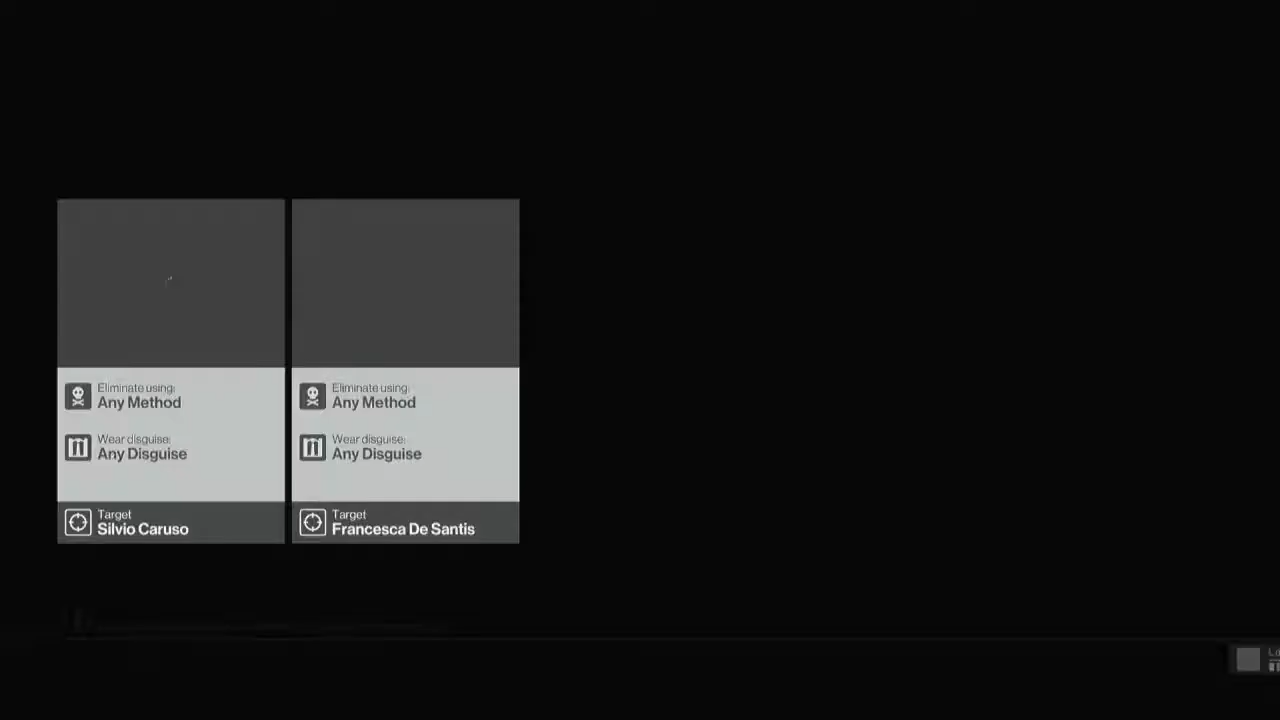 Eliminate using:
Any Method
Wear disguise:
Any Disguise
Target
Silvio Caruso
Eliminate using:
Any Method
Wear disguise:
Any Disguise
Target
Francesca De Santis